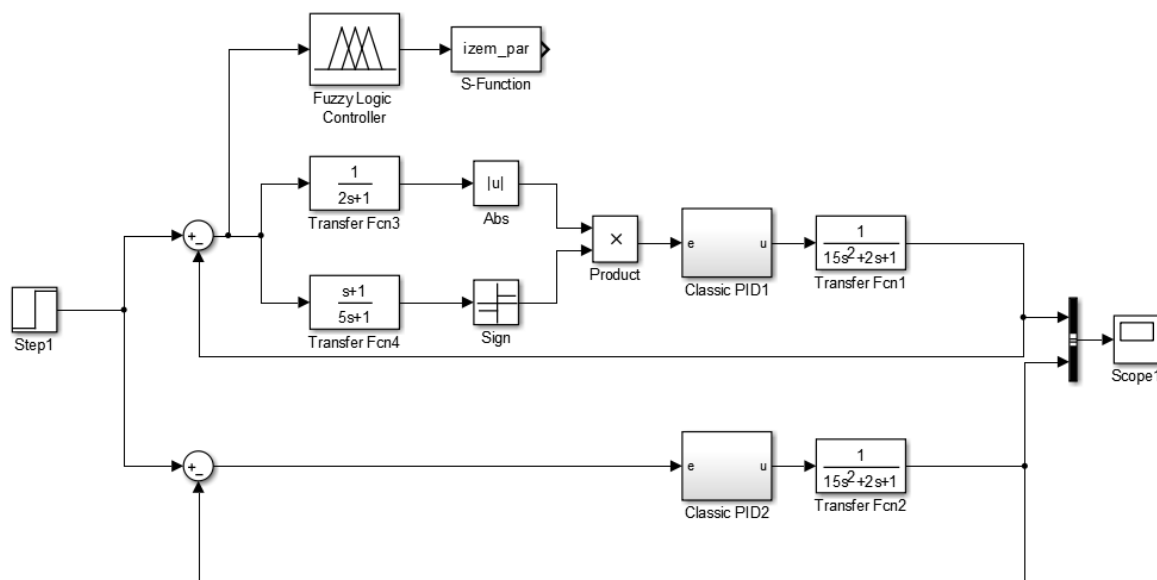 izem_par
S-Function
Fuzzy Logic
Controller
1
2s+1
Transfer Fcn3
|u|
Abs
×
Product
e
u
Classic PID1
1
15s²+2s+1
Transfer Fcn1
+
−
s+1
5s+1
Transfer Fcn4
Sign
Step1
Scope1
+
−
e
u
Classic PID2
1
15s²+2s+1
Transfer Fcn2